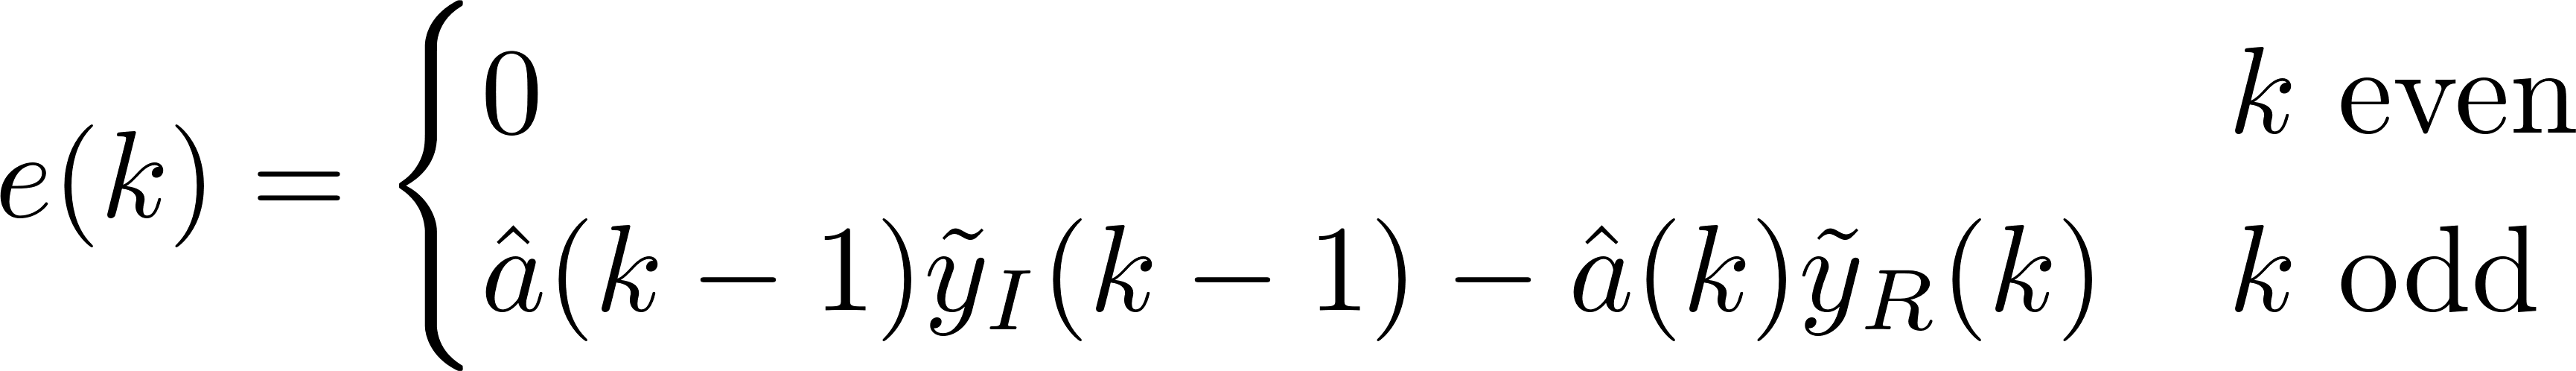 e(k) = { 0    k even
â(k − 1)ỹ_I(k − 1) − â(k)ỹ_R(k)    k odd